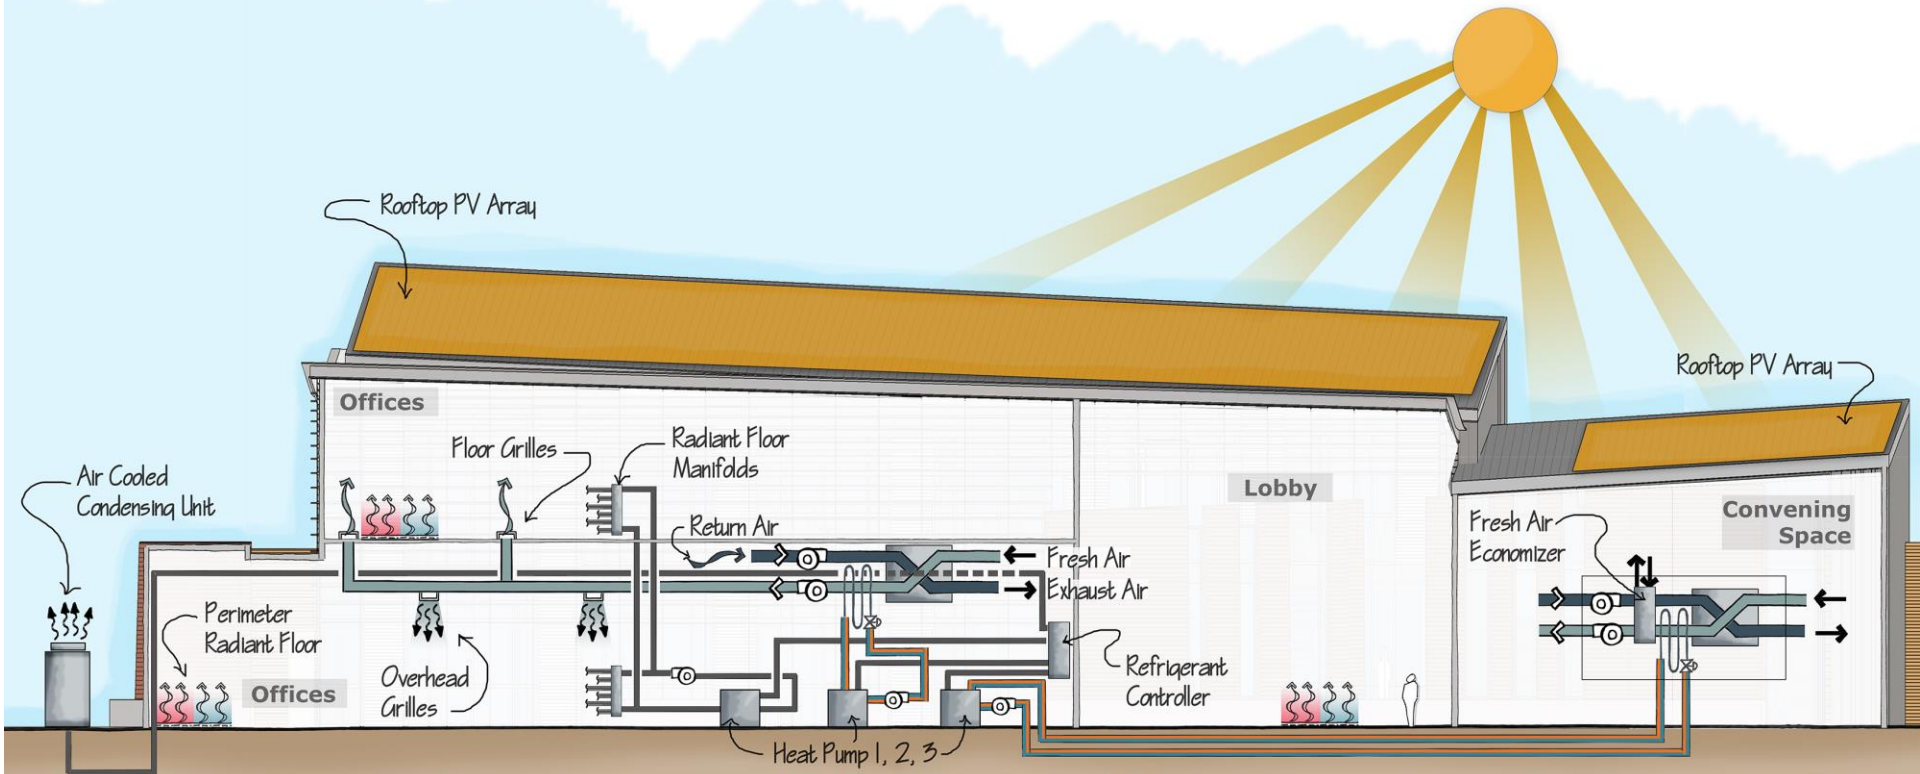 Rooftop PV Array
Rooftop PV Array
Offices
Floor Grilles
Radiant Floor
Manifolds
Air Cooled
Condensing Unit
Lobby
Convening
Space
Return Air
Fresh Air
Economizer
Fresh Air
Exhaust Air
Perimeter
Radiant Floor
Overhead
Grilles
Offices
Refrigerant
Controller
Heat Pump 1, 2, 3